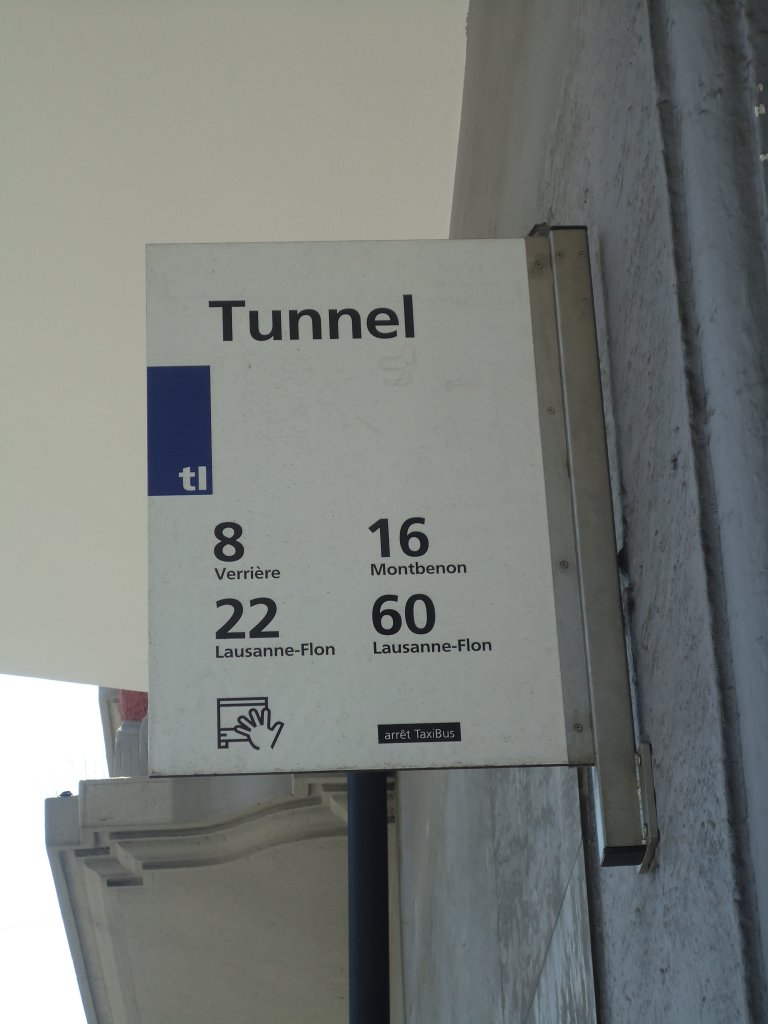 Tunnel
tl
8 16
Verrière Montbenon
22 60
Lausanne-Flon Lausanne-Flon
arrêt TaxiBus